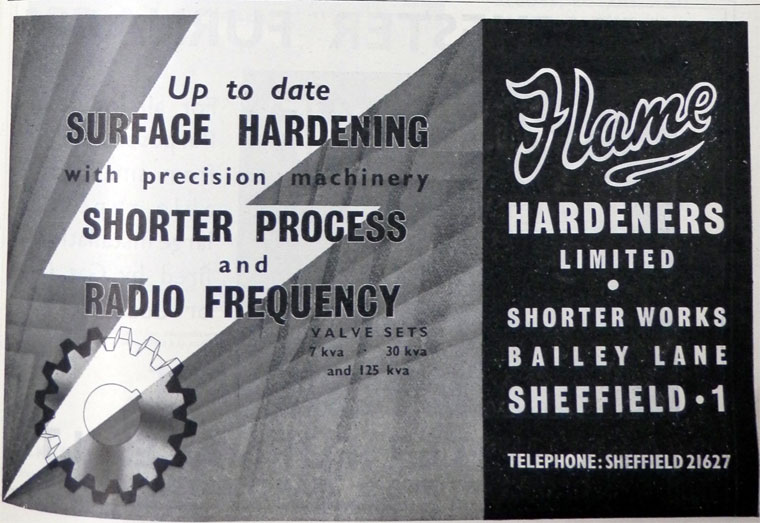 Up to date
SURFACE HARDENING
with precision machinery
SHORTER PROCESS
and
RADIO FREQUENCY
VALVE SETS
7 kva · 30 kva
and 125 kva
Flame
HARDENERS
LIMITED
•
SHORTER WORKS
BAILEY LANE
SHEFFIELD • 1
TELEPHONE: SHEFFIELD 21627